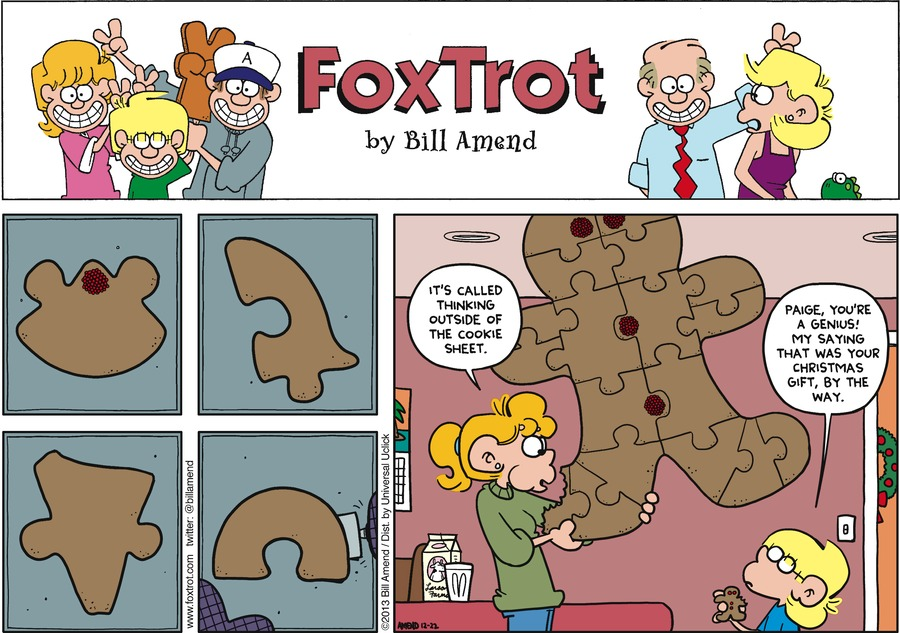 A
FoxTrot
by Bill Amend
IT'S CALLED
THINKING
OUTSIDE OF
THE COOKIE
SHEET.
PAIGE, YOU'RE
A GENIUS!
MY SAYING
THAT WAS YOUR
CHRISTMAS
GIFT, BY THE
WAY.
www.foxtrot.com twitter: @billamend
©2013 Bill Amend / Dist. by Universal Uclick
AMEND 12-22